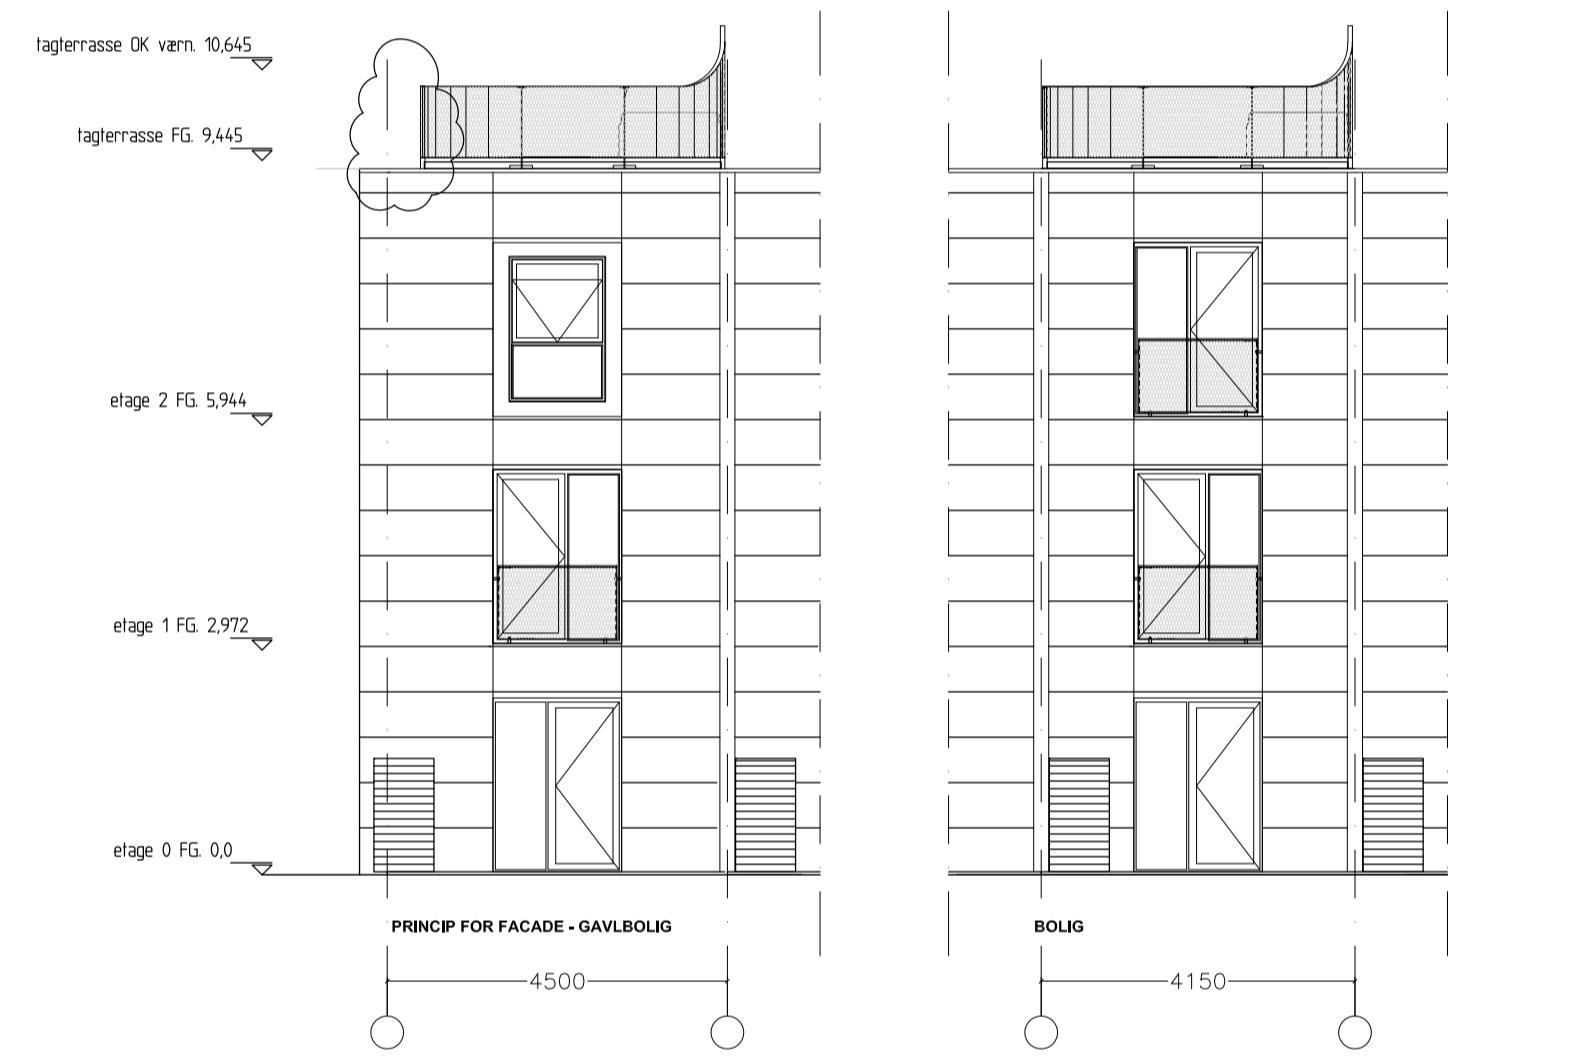 tagterrasse OK værn. 10,645
tagterrasse FG. 9,445
etage 2 FG. 5,944
etage 1 FG. 2,972
etage 0 FG. 0,0
PRINCIP FOR FACADE - GAVLBOLIG
BOLIG
4500
4150